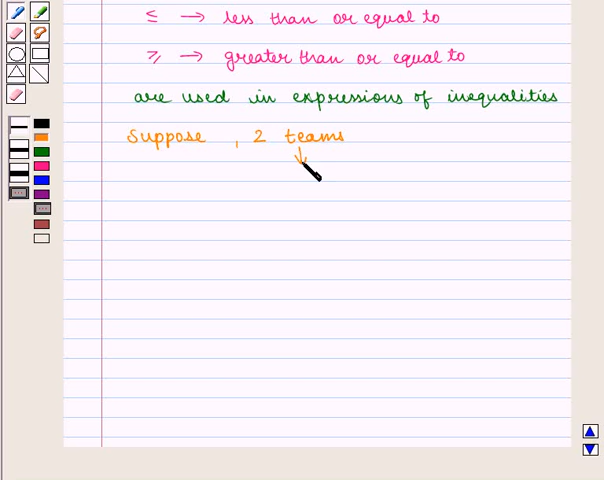 ≤ → less than or equal to
≥ → greater than or equal to
are used in expressions of inequalities
Suppose , 2 teams
↓